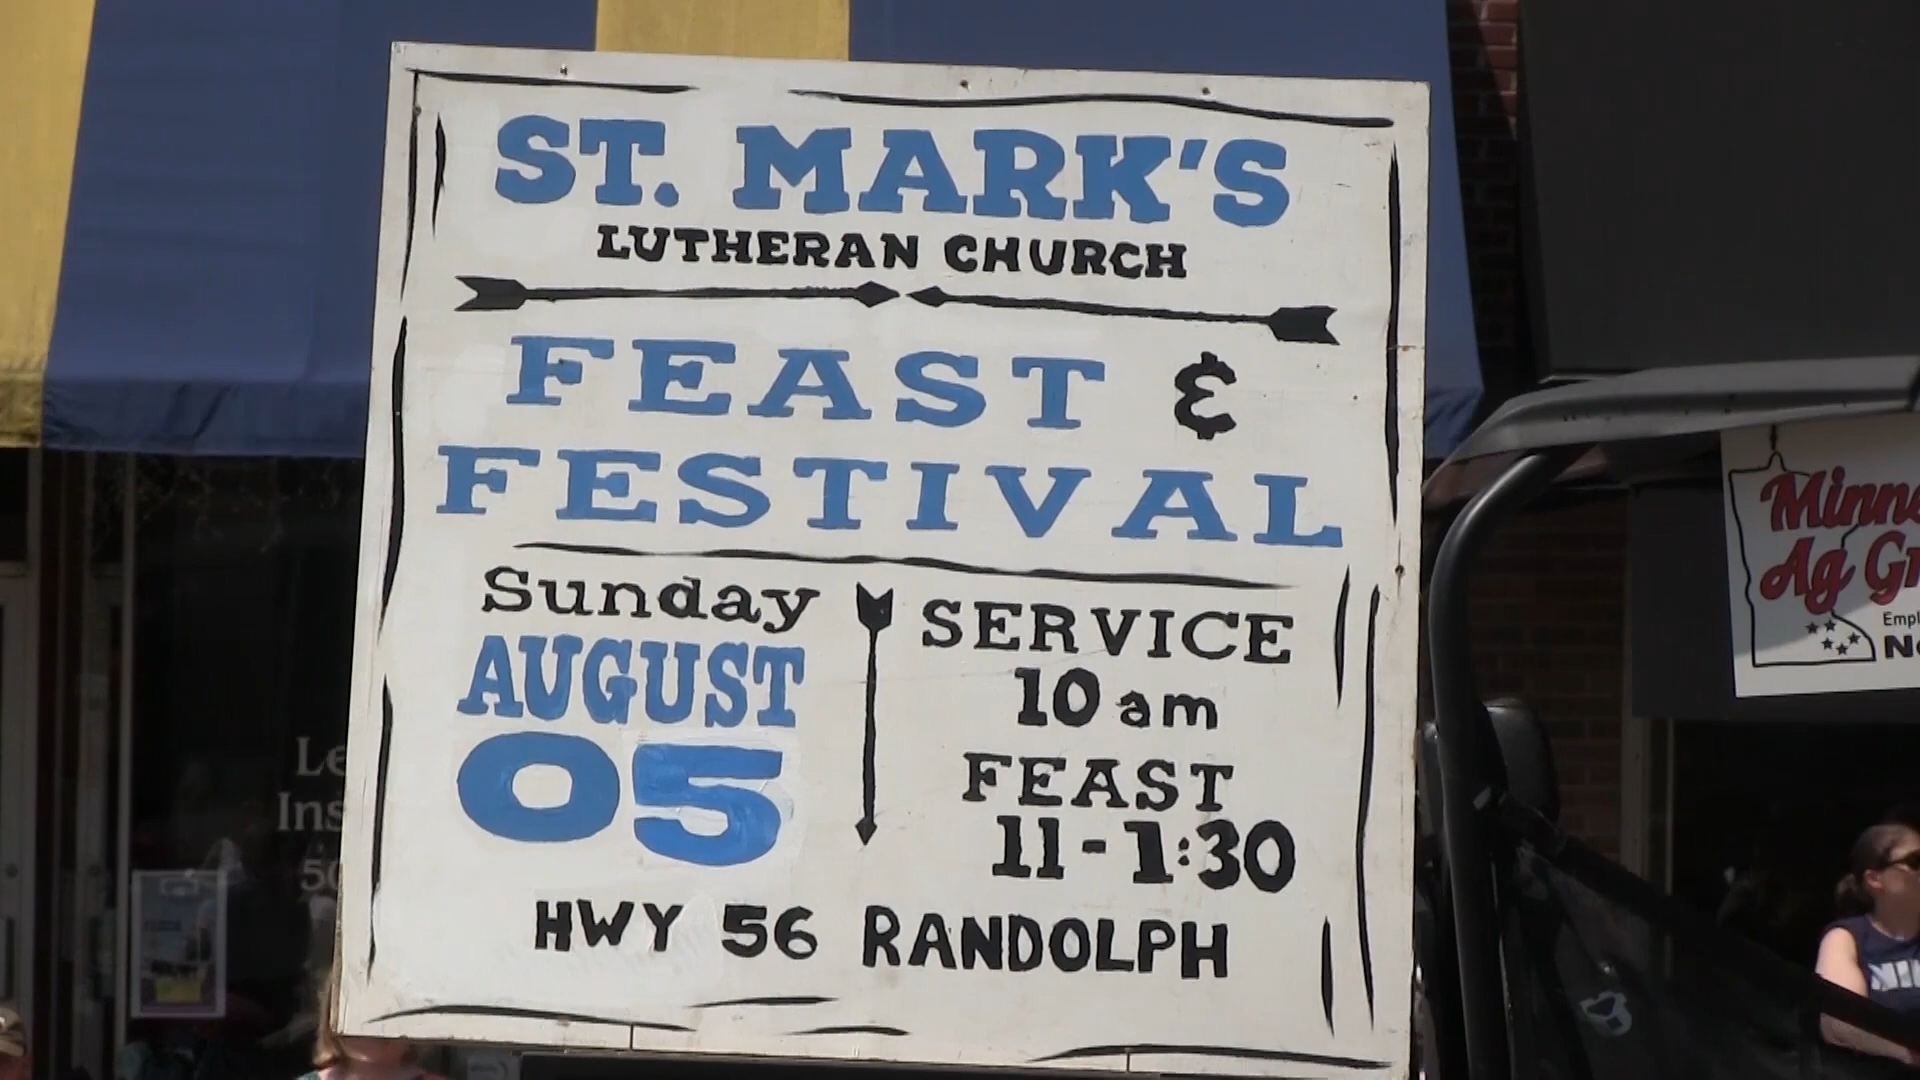 ST. MARK'S
LUTHERAN CHURCH
FEAST &
FESTIVAL
Sunday
AUGUST
05
SERVICE
10 am
FEAST
11-1:30
HWY 56 RANDOLPH
Ag